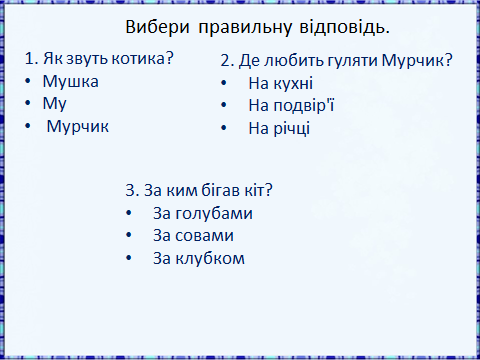 Вибери правильну відповідь.
1. Як звуть котика?
• Мушка
• Му
• Мурчик
2. Де любить гуляти Мурчик?
• На кухні
• На подвір'ї
• На річці
3. За ким бігав кіт?
• За голубами
• За совами
• За клубком